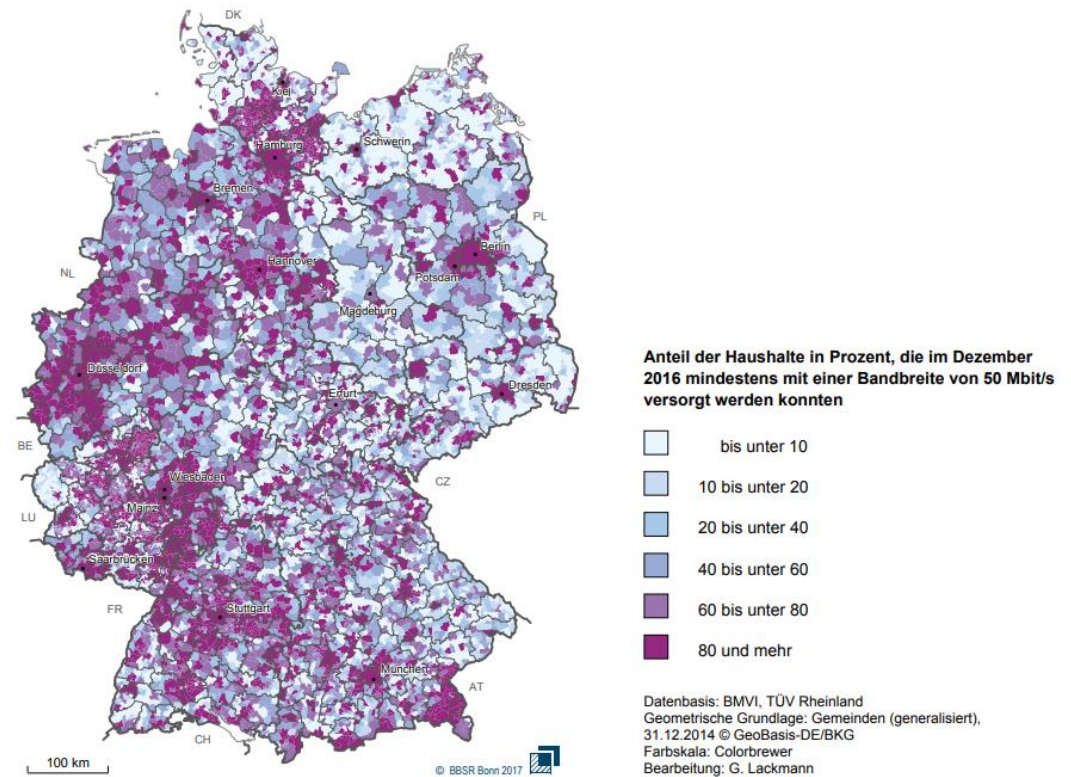 DK
Kiel
Hamburg
Schwerin
Bremen
PL
Berlin
Hannover
Potsdam
NL
Magdeburg
Düsseldorf
Erfurt
Dresden
BE
Wiesbaden
CZ
Mainz
LU
Saarbrücken
FR
Stuttgart
München
AT
CH
100 km
© BBSR Bonn 2017
Anteil der Haushalte in Prozent, die im Dezember
2016 mindestens mit einer Bandbreite von 50 Mbit/s
versorgt werden konnten
bis unter 10
10 bis unter 20
20 bis unter 40
40 bis unter 60
60 bis unter 80
80 und mehr
Datenbasis: BMVI, TÜV Rheinland
Geometrische Grundlage: Gemeinden (generalisiert),
31.12.2014 © GeoBasis-DE/BKG
Farbskala: Colorbrewer
Bearbeitung: G. Lackmann